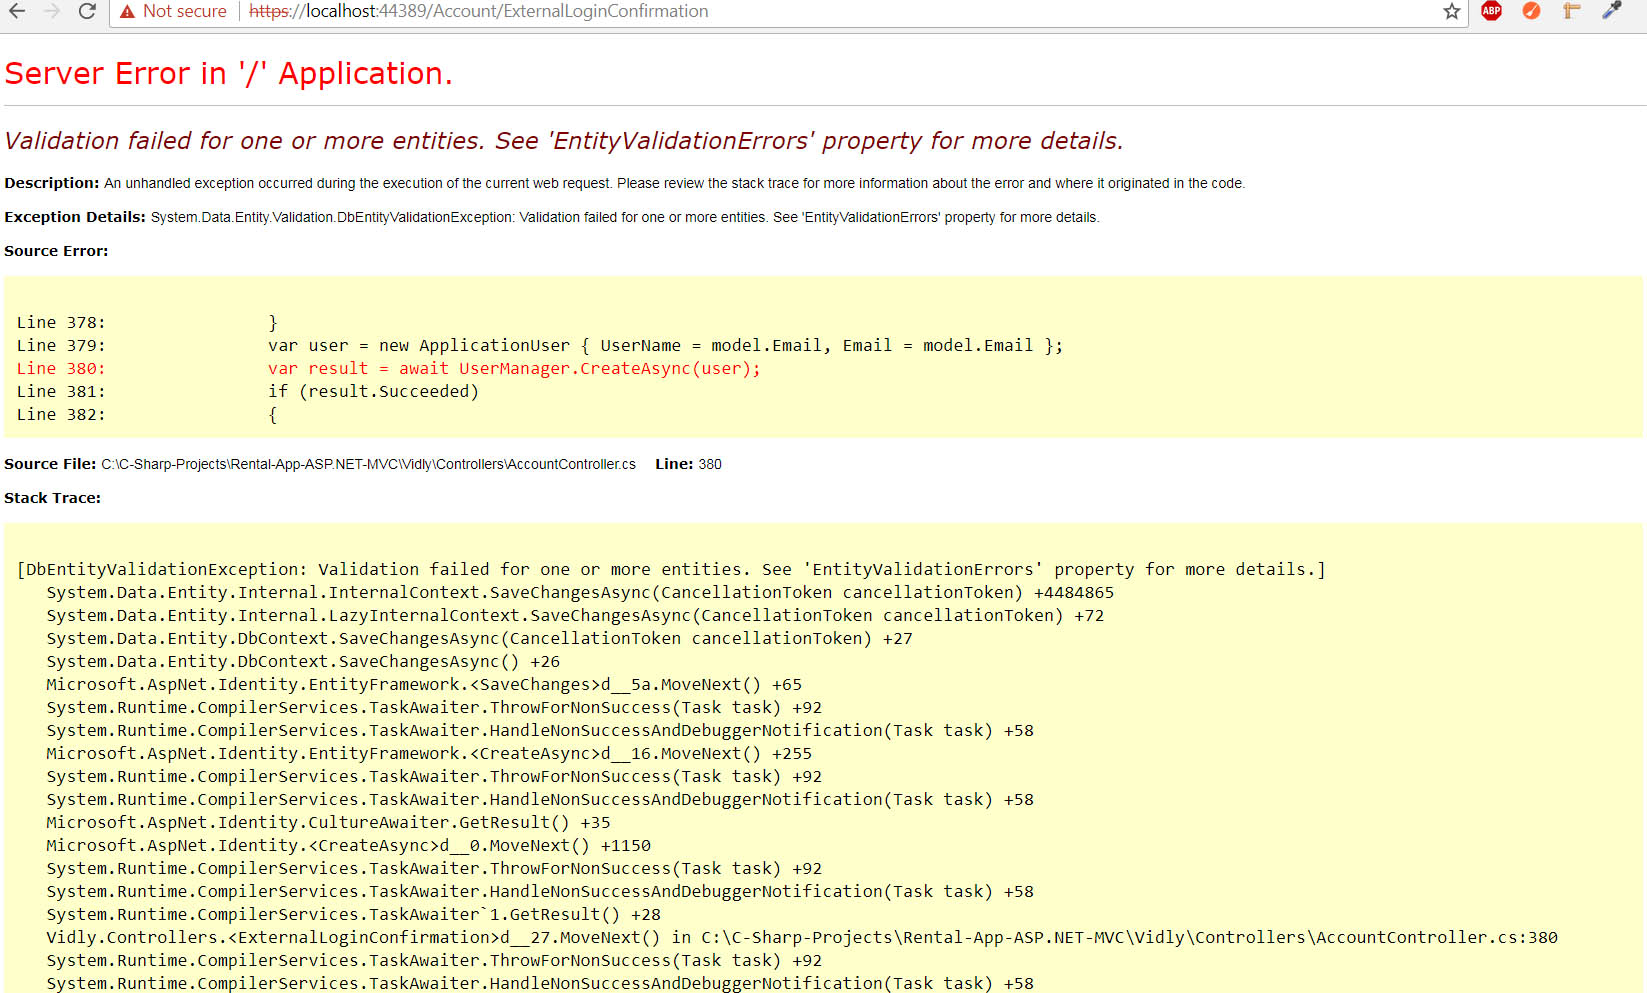 Not secure https://localhost:44389/Account/ExternalLoginConfirmation ABP
Server Error in '/' Application.
Validation failed for one or more entities. See 'EntityValidationErrors' property for more details.
Description: An unhandled exception occurred during the execution of the current web request. Please review the stack trace for more information about the error and where it originated in the code.
Exception Details: System.Data.Entity.Validation.DbEntityValidationException: Validation failed for one or more entities. See 'EntityValidationErrors' property for more details.
Source Error:
Line 378: }
Line 379: var user = new ApplicationUser { UserName = model.Email, Email = model.Email };
Line 380: var result = await UserManager.CreateAsync(user);
Line 381: if (result.Succeeded)
Line 382: {
Source File: C:\C-Sharp-Projects\Rental-App-ASP.NET-MVC\Vidly\Controllers\AccountController.cs Line: 380
Stack Trace:
[DbEntityValidationException: Validation failed for one or more entities. See 'EntityValidationErrors' property for more details.]
System.Data.Entity.Internal.InternalContext.SaveChangesAsync(CancellationToken cancellationToken) +4484865
System.Data.Entity.Internal.LazyInternalContext.SaveChangesAsync(CancellationToken cancellationToken) +72
System.Data.Entity.DbContext.SaveChangesAsync(CancellationToken cancellationToken) +27
System.Data.Entity.DbContext.SaveChangesAsync() +26
Microsoft.AspNet.Identity.EntityFramework.<SaveChanges>d__5a.MoveNext() +65
System.Runtime.CompilerServices.TaskAwaiter.ThrowForNonSuccess(Task task) +92
System.Runtime.CompilerServices.TaskAwaiter.HandleNonSuccessAndDebuggerNotification(Task task) +58
Microsoft.AspNet.Identity.EntityFramework.<CreateAsync>d__16.MoveNext() +255
System.Runtime.CompilerServices.TaskAwaiter.ThrowForNonSuccess(Task task) +92
System.Runtime.CompilerServices.TaskAwaiter.HandleNonSuccessAndDebuggerNotification(Task task) +58
Microsoft.AspNet.Identity.CultureAwaiter.GetResult() +35
Microsoft.AspNet.Identity.<CreateAsync>d__0.MoveNext() +1150
System.Runtime.CompilerServices.TaskAwaiter.ThrowForNonSuccess(Task task) +92
System.Runtime.CompilerServices.TaskAwaiter.HandleNonSuccessAndDebuggerNotification(Task task) +58
System.Runtime.CompilerServices.TaskAwaiter`1.GetResult() +28
Vidly.Controllers.<ExternalLoginConfirmation>d__27.MoveNext() in C:\C-Sharp-Projects\Rental-App-ASP.NET-MVC\Vidly\Controllers\AccountController.cs:380
System.Runtime.CompilerServices.TaskAwaiter.ThrowForNonSuccess(Task task) +92
System.Runtime.CompilerServices.TaskAwaiter.HandleNonSuccessAndDebuggerNotification(Task task) +58